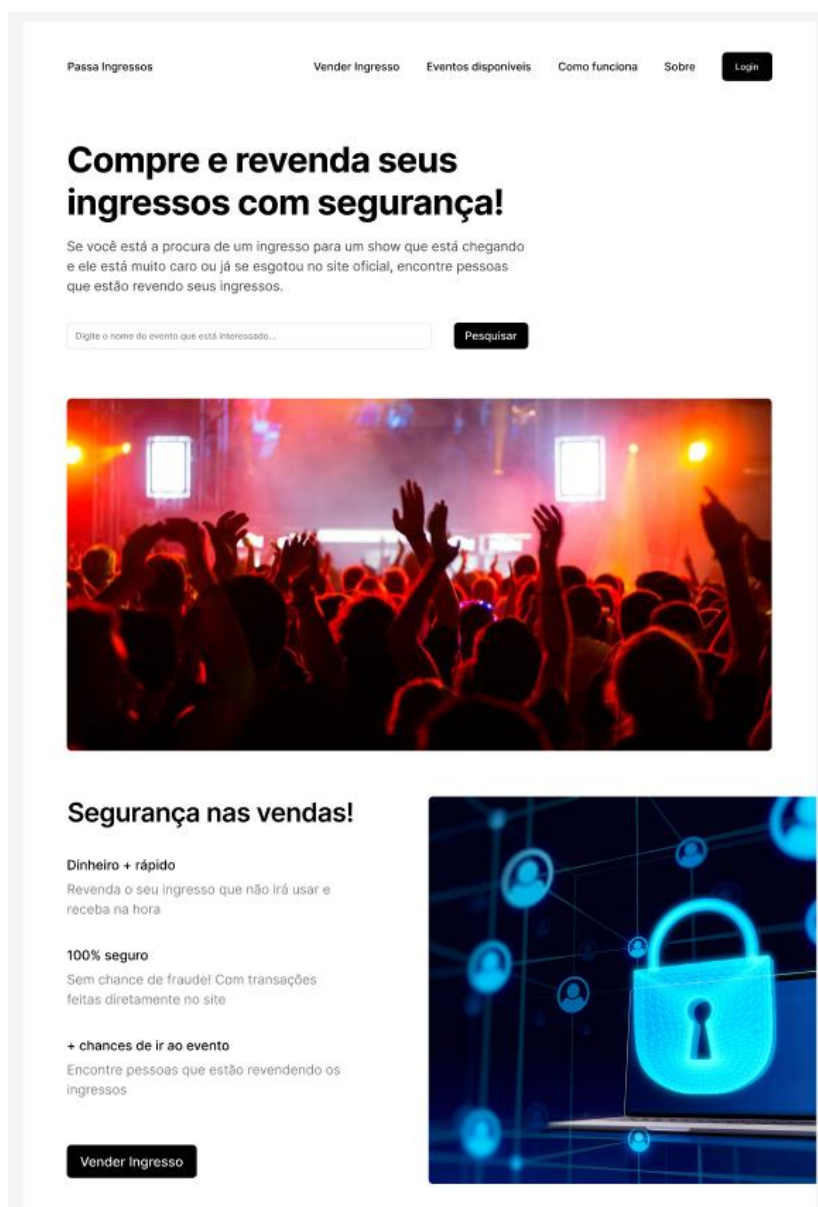 Passa Ingressos
Vender Ingresso
Eventos disponíveis
Como funciona
Sobre
Login
Compre e revenda seus
ingressos com segurança!
Se você está a procura de um ingresso para um show que está chegando
e ele está muito caro ou já se esgotou no site oficial, encontre pessoas
que estão revendo seus ingressos.
Digite o nome do evento que está interessado...
Pesquisar
Segurança nas vendas!
Dinheiro + rápido
Revenda o seu ingresso que não irá usar e
receba na hora
100% seguro
Sem chance de fraude! Com transações
feitas diretamente no site
+ chances de ir ao evento
Encontre pessoas que estão revendendo os
ingressos
Vender Ingresso